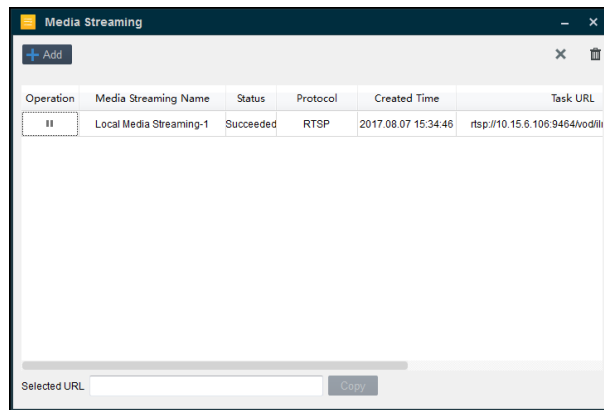 Media Streaming
Add
Operation Media Streaming Name Status Protocol Created Time Task URL
Local Media Streaming-1 Succeeded RTSP 2017.08.07 15:34:46 rtsp://10.15.6.106:9464/vod/ilı
Selected URL Copy